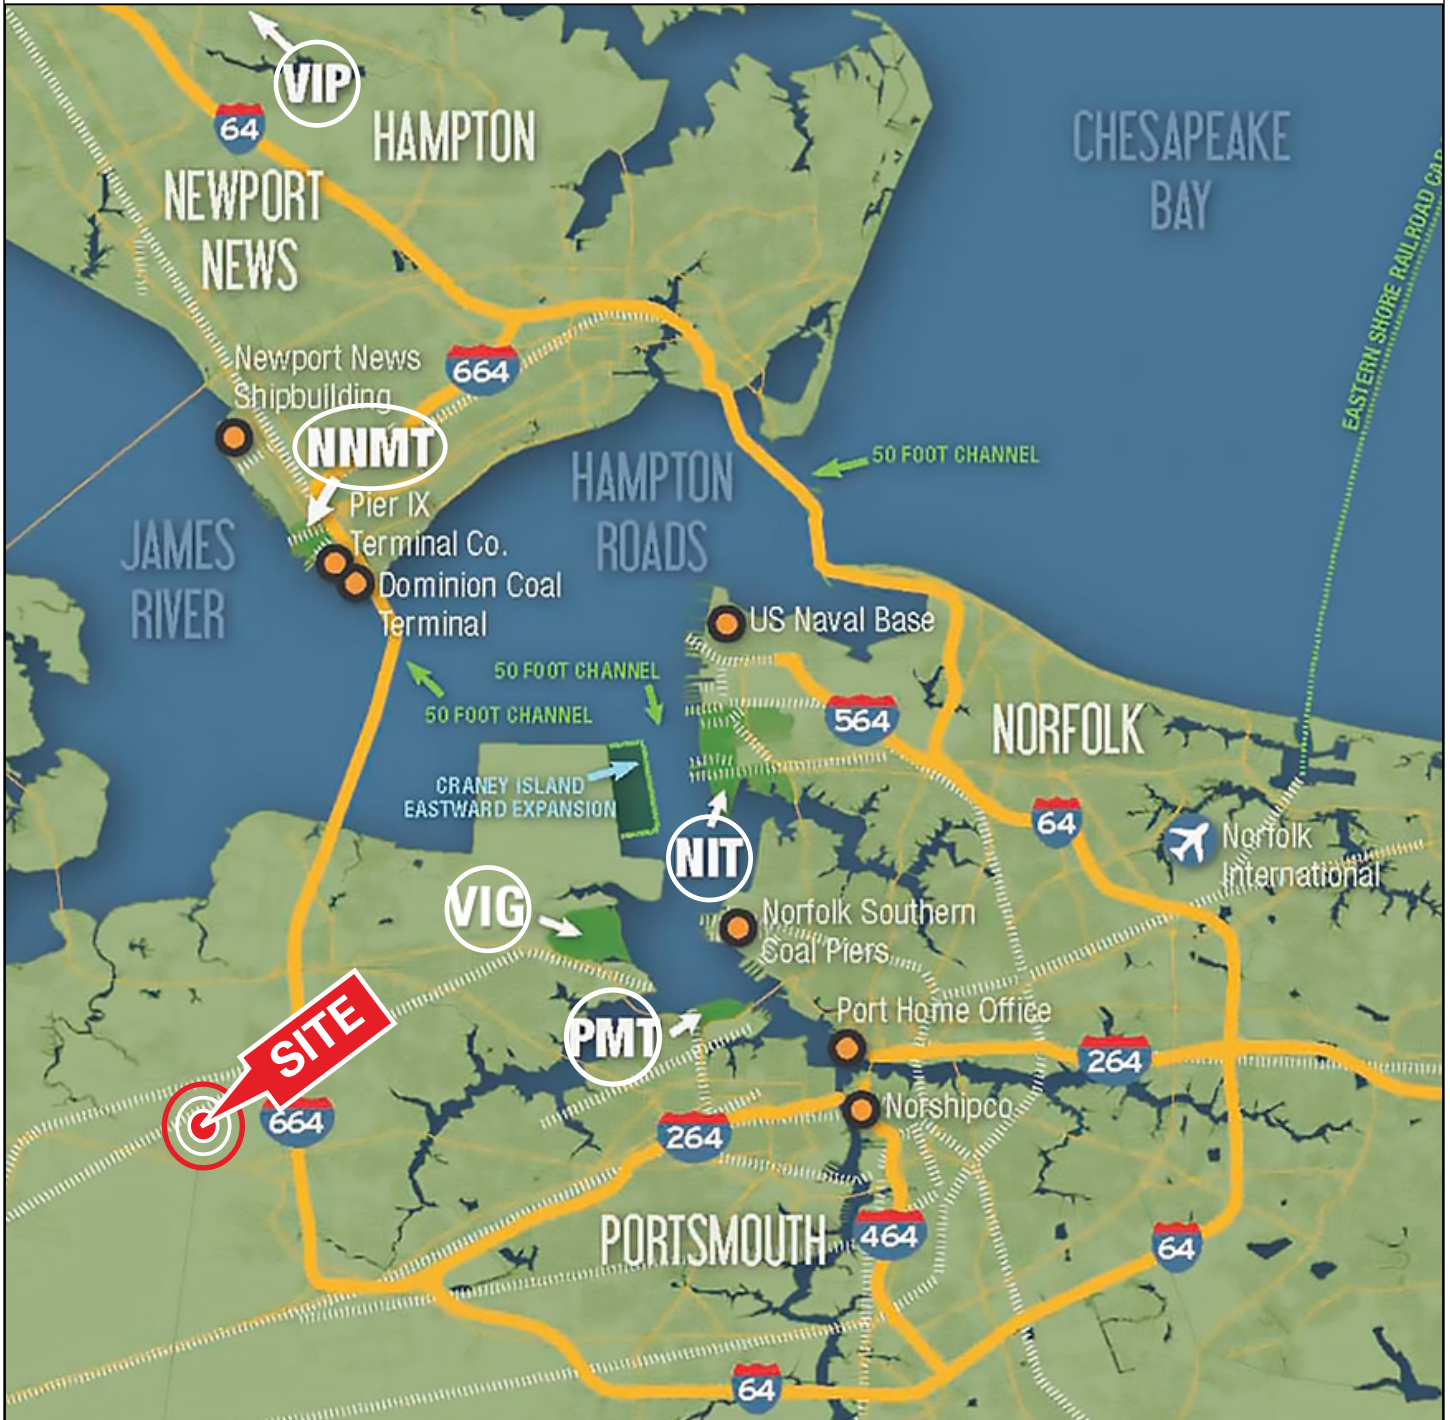 VIP
64
HAMPTON
CHESAPEAKE
BAY
NEWPORT
NEWS
EASTERN SHORE RAILROAD CAR
Newport News
Shipbuilding
664
NNMT
50 FOOT CHANNEL
HAMPTON
ROADS
Pier IX
Terminal Co.
JAMES
RIVER
Dominion Coal
Terminal
US Naval Base
50 FOOT CHANNEL
50 FOOT CHANNEL
564
NORFOLK
CRANEY ISLAND
EASTWARD EXPANSION
64
NIT
Norfolk
International
VIG
Norfolk Southern
Coal Piers
SITE
PMT
Port Home Office
264
664
264
Norshipco
PORTSMOUTH
464
64
64